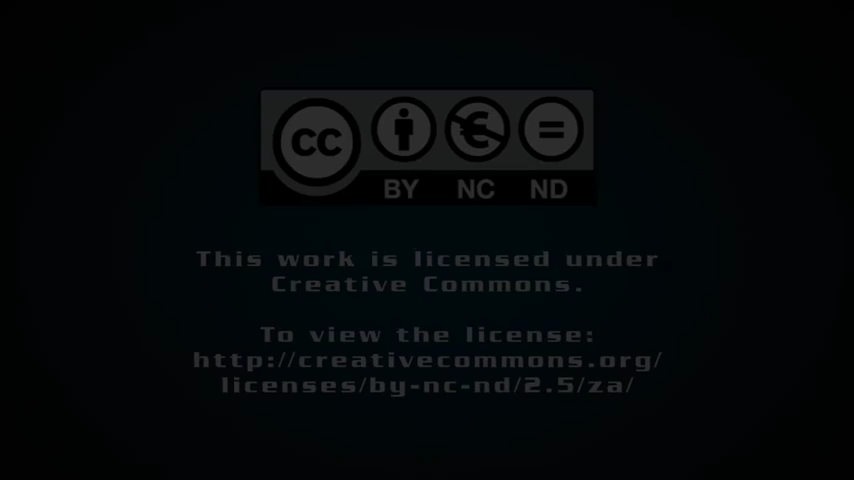 cc
BY NC ND
This work is licensed under
Creative Commons.
To view the license:
http://creativecommons.org/
licenses/by-nc-nd/2.5/za/